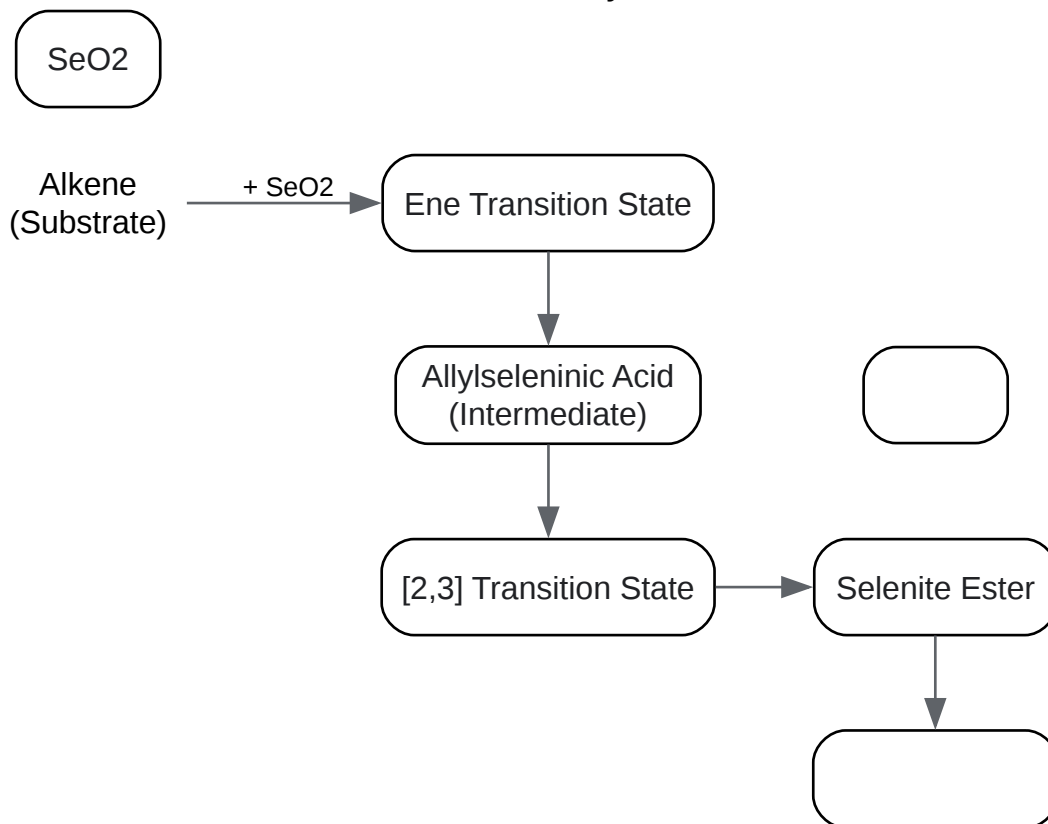 SeO2
Alkene
(Substrate)
+ SeO2
Ene Transition State
Allylseleninic Acid
(Intermediate)
[2,3] Transition State
Selenite Ester